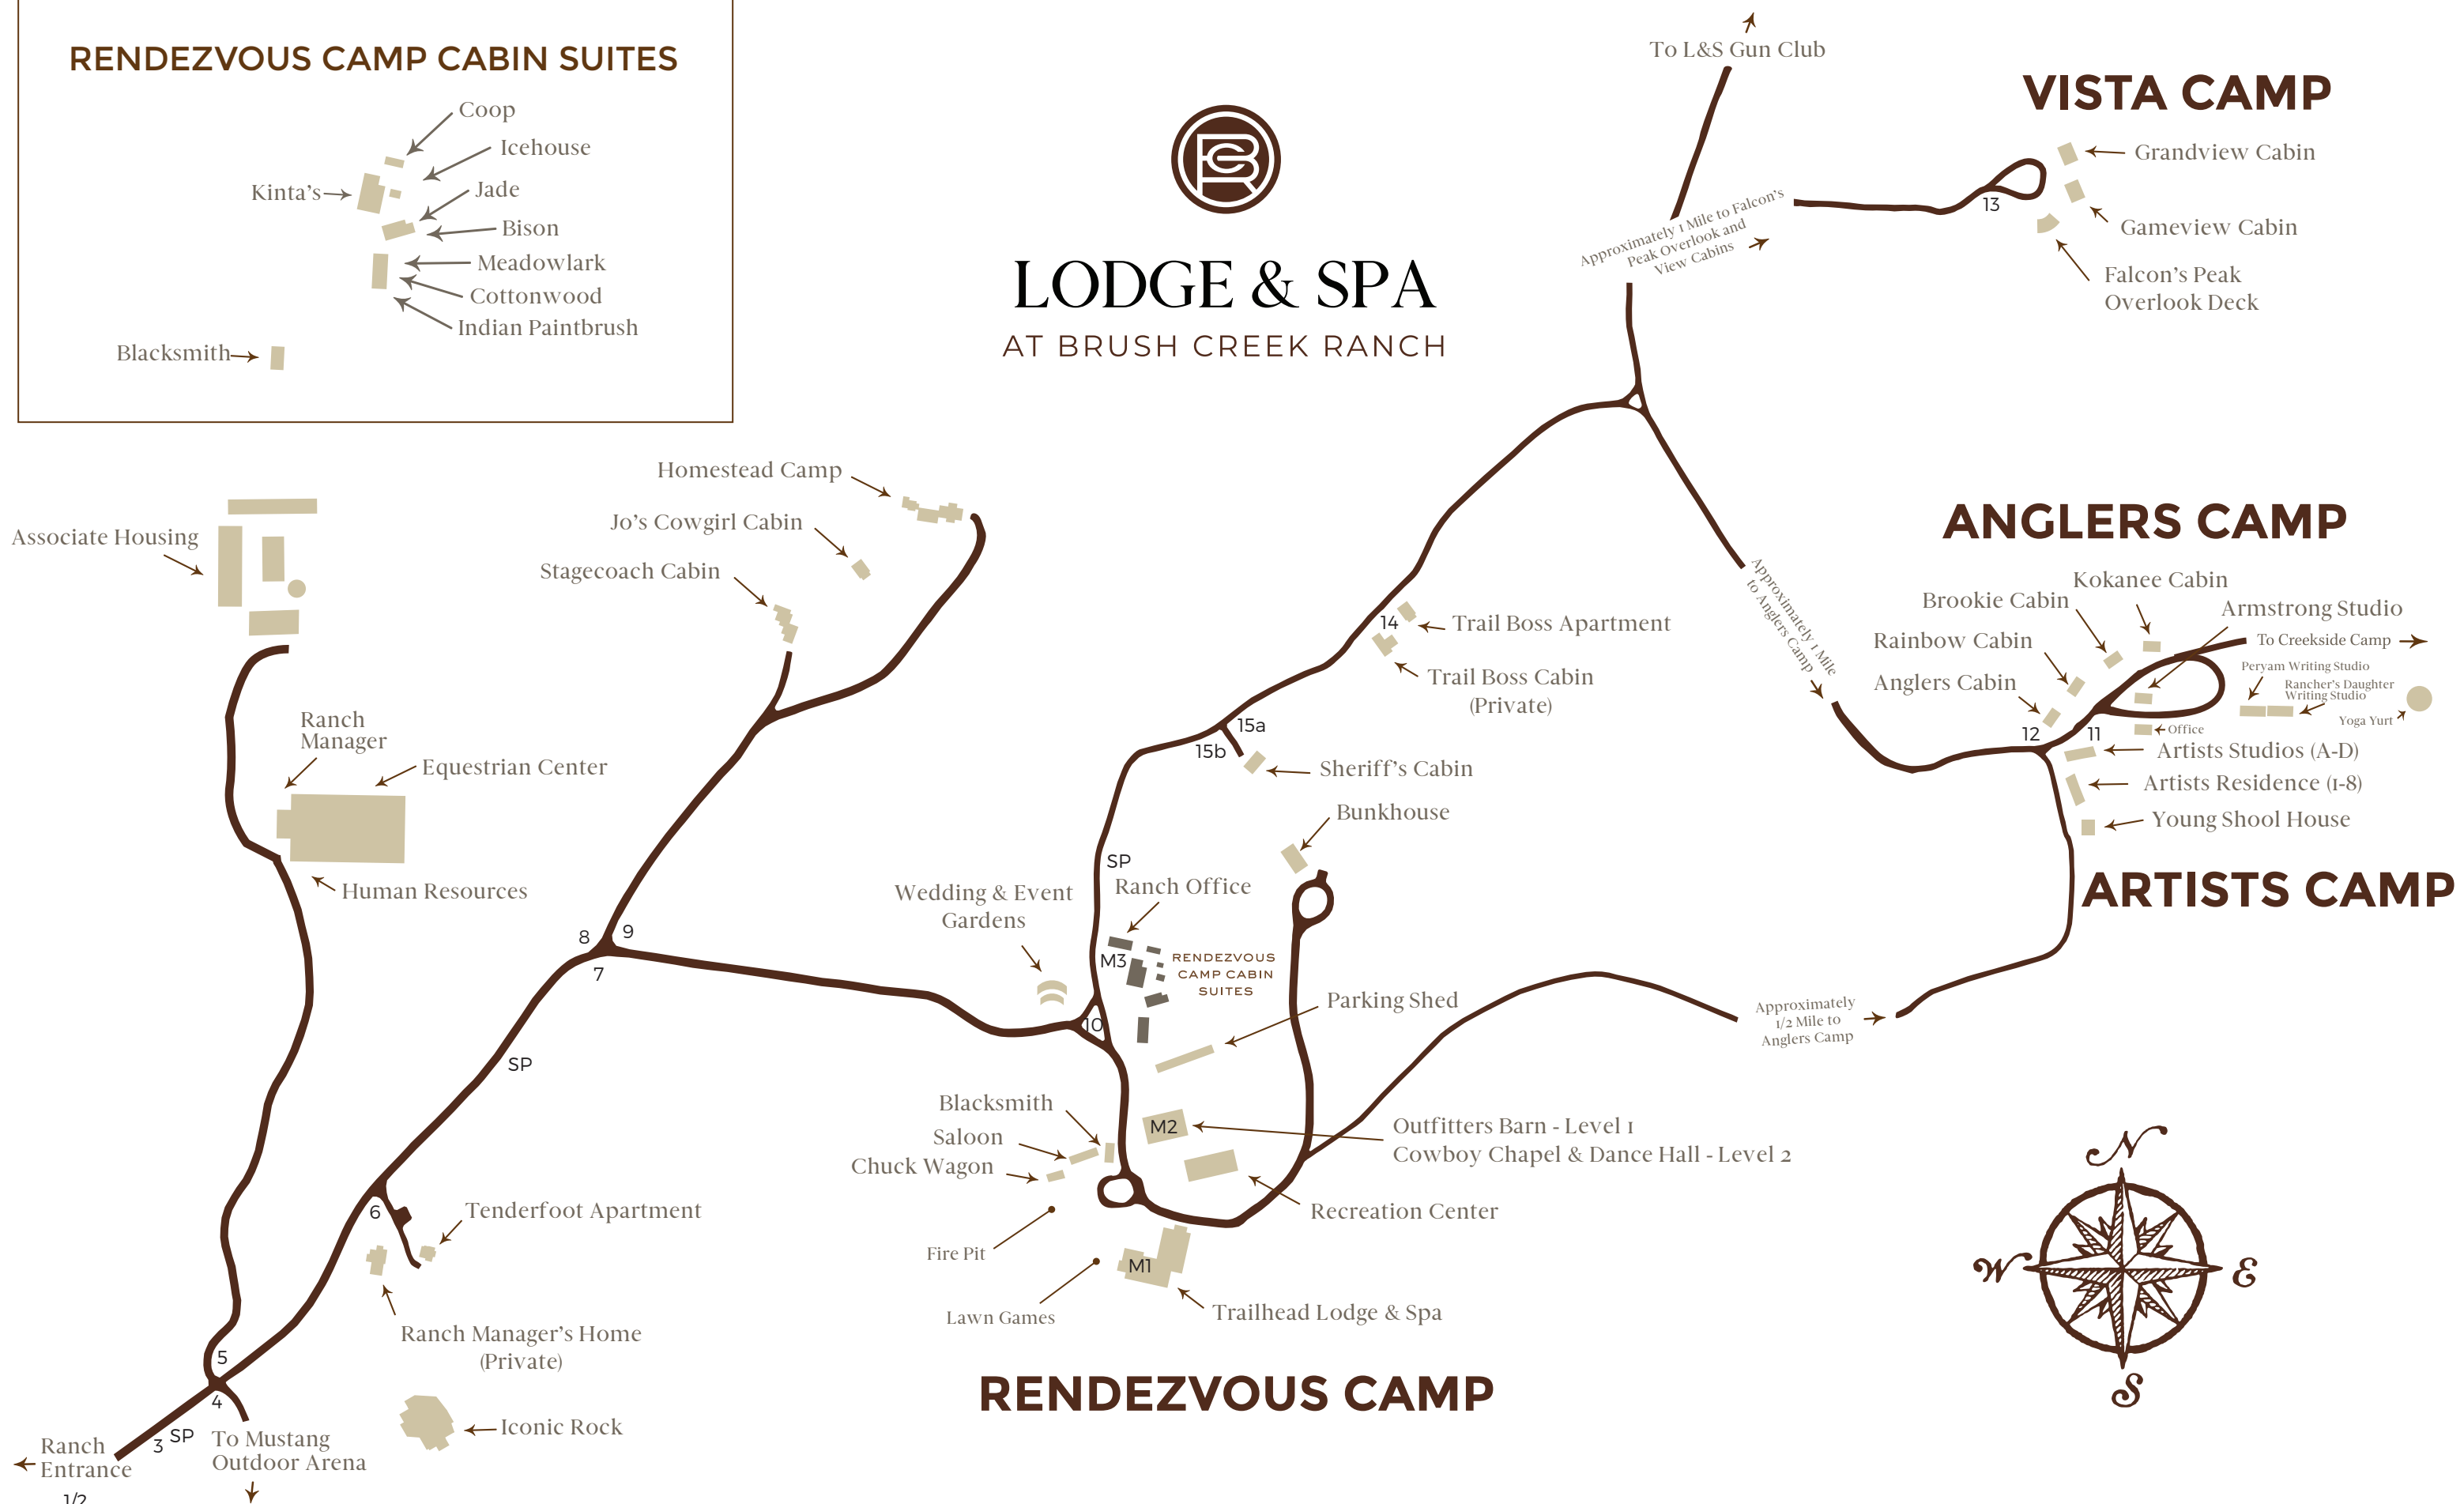 RENDEZVOUS CAMP CABIN SUITES
Coop
Icehouse
Kinta's
Jade
Bison
Meadowlark
Cottonwood
Indian Paintbrush
Blacksmith
LODGE & SPA
AT BRUSH CREEK RANCH
To L&S Gun Club
Approximately 1 Mile to Falcon's
Peak Overlook and
View Cabins
VISTA CAMP
13
Grandview Cabin
Gameview Cabin
Falcon's Peak
Overlook Deck
Associate Housing
Ranch
Manager
Equestrian Center
Human Resources
Homestead Camp
Jo's Cowgirl Cabin
Stagecoach Cabin
8
9
7
SP
14
Trail Boss Apartment
Trail Boss Cabin
(Private)
15a
15b
Sheriff's Cabin
Bunkhouse
SP
Ranch Office
Wedding & Event
Gardens
M3
RENDEZVOUS
CAMP CABIN
SUITES
10
Parking Shed
Blacksmith
Saloon
Chuck Wagon
M2
Outfitters Barn - Level 1
Cowboy Chapel & Dance Hall - Level 2
Recreation Center
Fire Pit
Lawn Games
M1
Trailhead Lodge & Spa
RENDEZVOUS CAMP
Approximately 1 Mile
to Anglers Camp
ANGLERS CAMP
Kokanee Cabin
Brookie Cabin
Armstrong Studio
Rainbow Cabin
To Creekside Camp
Anglers Cabin
Peryam Writing Studio
Rancher's Daughter
Writing Studio
Yoga Yurt
Office
12
11
Artists Studios (A-D)
Artists Residence (1-8)
Young Shool House
ARTISTS CAMP
Approximately
1/2 Mile to
Anglers Camp
6
Tenderfoot Apartment
Ranch Manager's Home
(Private)
Iconic Rock
5
4
3
SP
Ranch
Entrance
1/2
To Mustang
Outdoor Arena
N
W
E
S